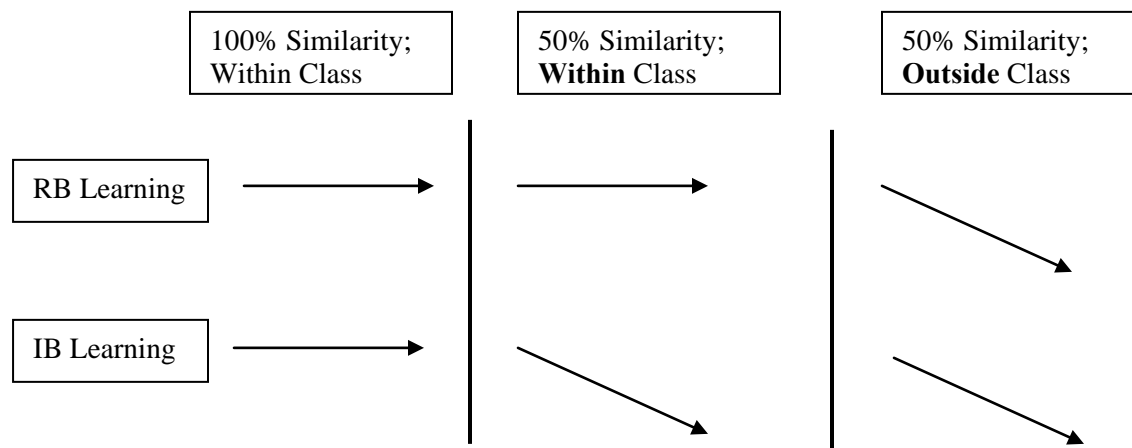 100% Similarity;
Within Class
50% Similarity;
Within Class
50% Similarity;
Outside Class
RB Learning
IB Learning